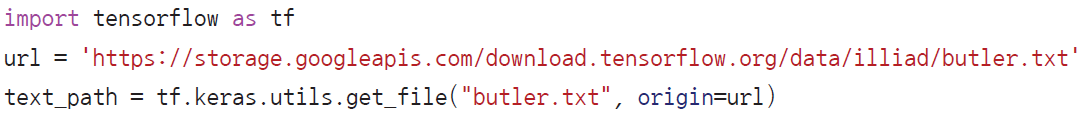 import tensorflow as tf
url = 'https://storage.googleapis.com/download.tensorflow.org/data/illiad/butler.txt'
text_path = tf.keras.utils.get_file("butler.txt", origin=url)